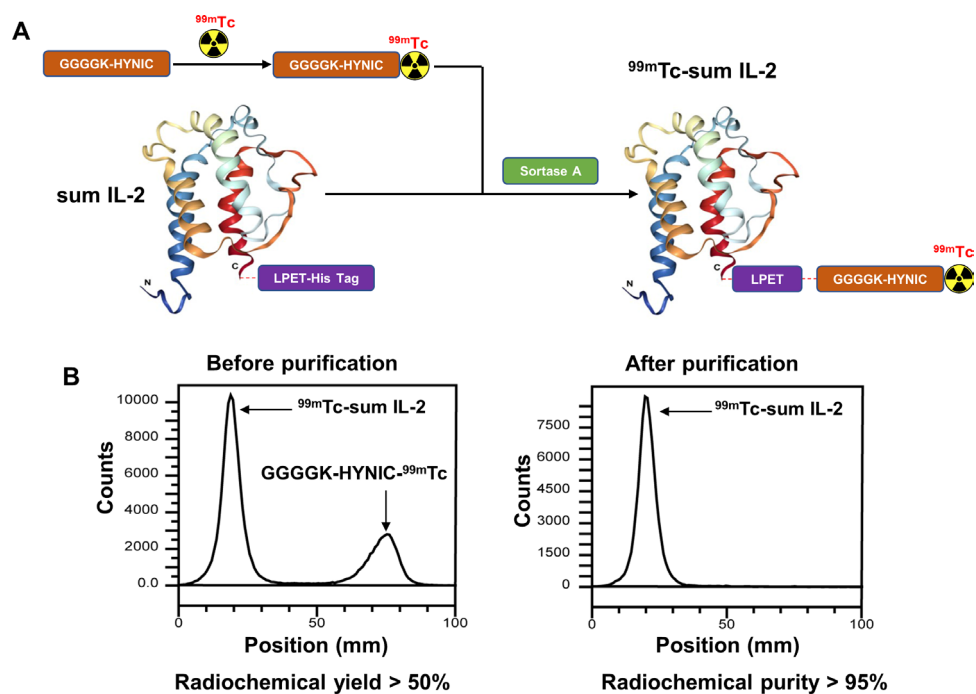 A
99mTc
GGGGK-HYNIC
GGGGK-HYNIC
99mTc
99mTc-sum IL-2
sum IL-2
Sortase A
N
C
LPET-His Tag
N
C
LPET
GGGGK-HYNIC
99mTc
B
Before purification
Counts
10000
8000
6000
4000
2000
0.0
99mTc-sum IL-2
GGGGK-HYNIC-99mTc
0
50
100
Position (mm)
Radiochemical yield > 50%
After purification
Counts
7500
6000
4500
3000
1500
0
99mTc-sum IL-2
0
50
100
Position (mm)
Radiochemical purity > 95%